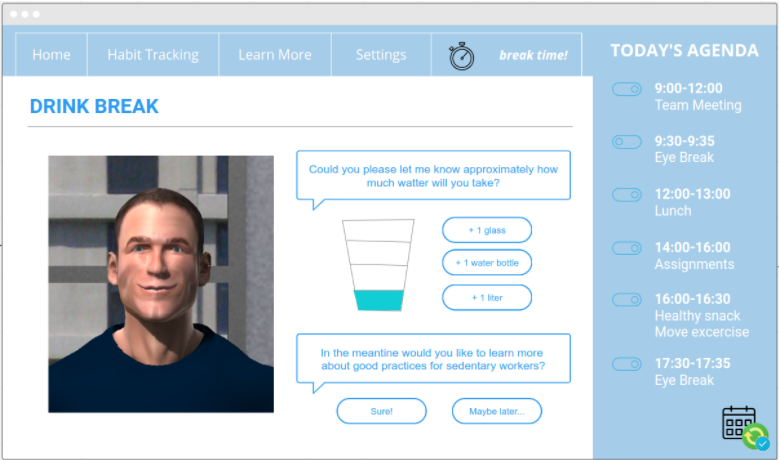 Home
Habit Tracking
Learn More
Settings
break time!
DRINK BREAK
Could you please let me know approximately how
much watter will you take?
+ 1 glass
+ 1 water bottle
+ 1 liter
In the meantine would you like to learn more
about good practices for sedentary workers?
Sure!
Maybe later...
TODAY'S AGENDA
9:00-12:00
Team Meeting
9:30-9:35
Eye Break
12:00-13:00
Lunch
14:00-16:00
Assignments
16:00-16:30
Healthy snack
Move excercise
17:30-17:35
Eye Break